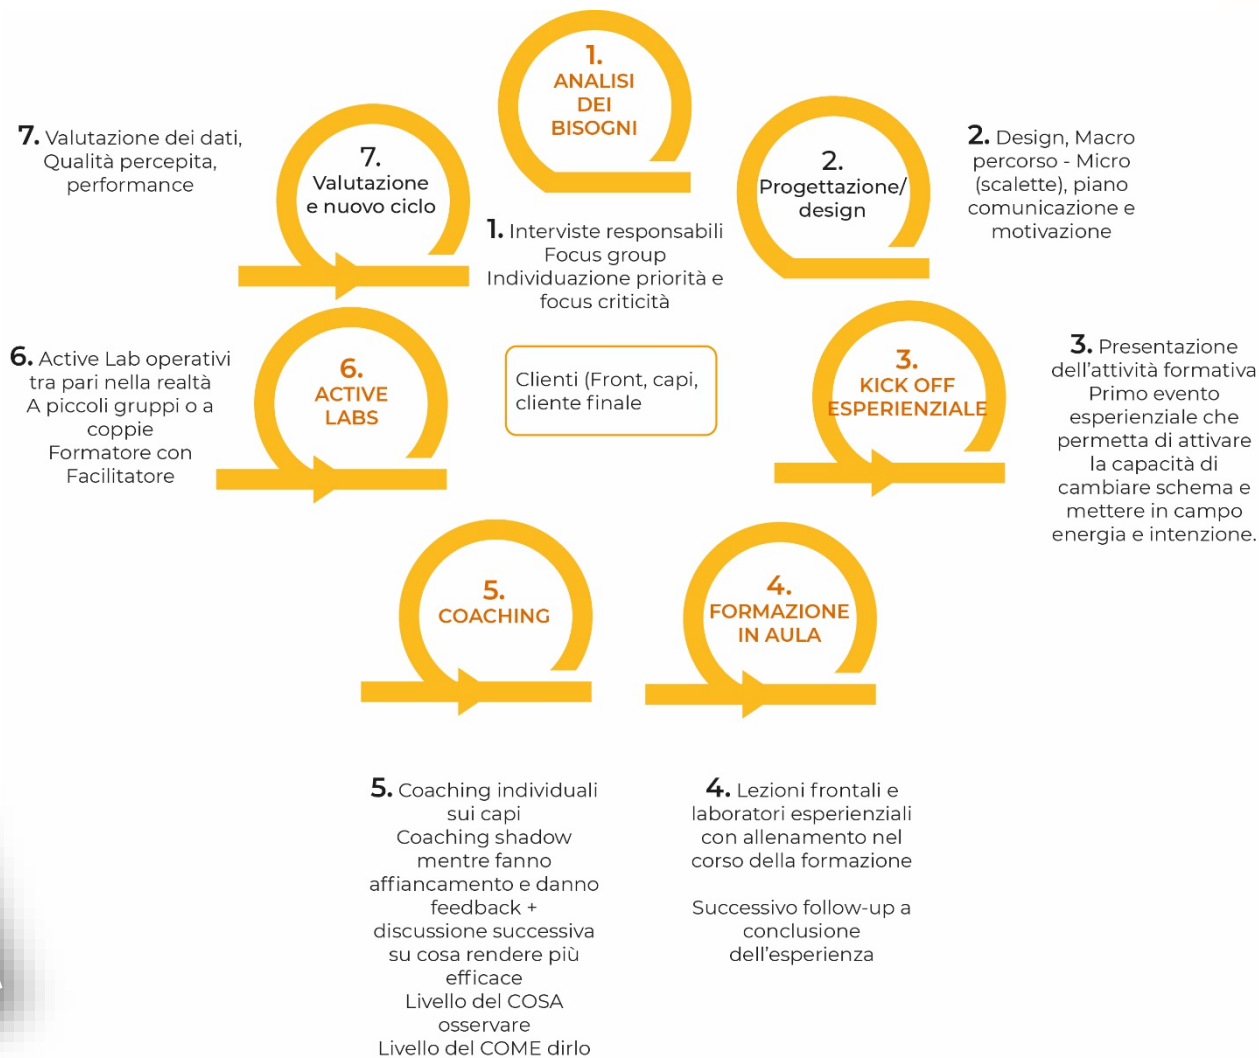 1.
ANALISI
DEI
BISOGNI
1. Interviste responsabili
Focus group
Individuazione priorità e
focus criticità
2.
Progettazione/
design
2. Design, Macro
percorso - Micro
(scalette), piano
comunicazione e
motivazione
3.
KICK OFF
ESPERIENZALE
3. Presentazione
dell'attività formativa
Primo evento
esperienziale che
permetta di attivare
la capacità di
cambiare schema e
mettere in campo
energia e intenzione.
4.
FORMAZIONE
IN AULA
4. Lezioni frontali e
laboratori esperienziali
con allenamento nel
corso della formazione
Successivo follow-up a
conclusione
dell'esperienza
5.
COACHING
5. Coaching individuali
sui capi
Coaching shadow
mentre fanno
affiancamento e danno
feedback +
discussione successiva
su cosa rendere più
efficace
Livello del COSA
osservare
Livello del COME dirlo
6.
ACTIVE
LABS
6. Active Lab operativi
tra pari nella realtà
A piccoli gruppi o a
coppie
Formatore con
Facilitatore
7.
Valutazione
e nuovo ciclo
7. Valutazione dei dati,
Qualità percepita,
performance
Clienti (Front, capi,
cliente finale